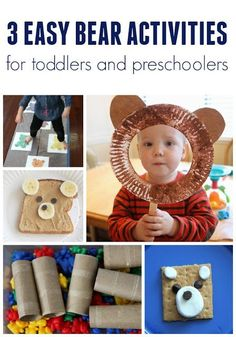 3 EASY BEAR ACTIVITIES
for toddlers and preschoolers